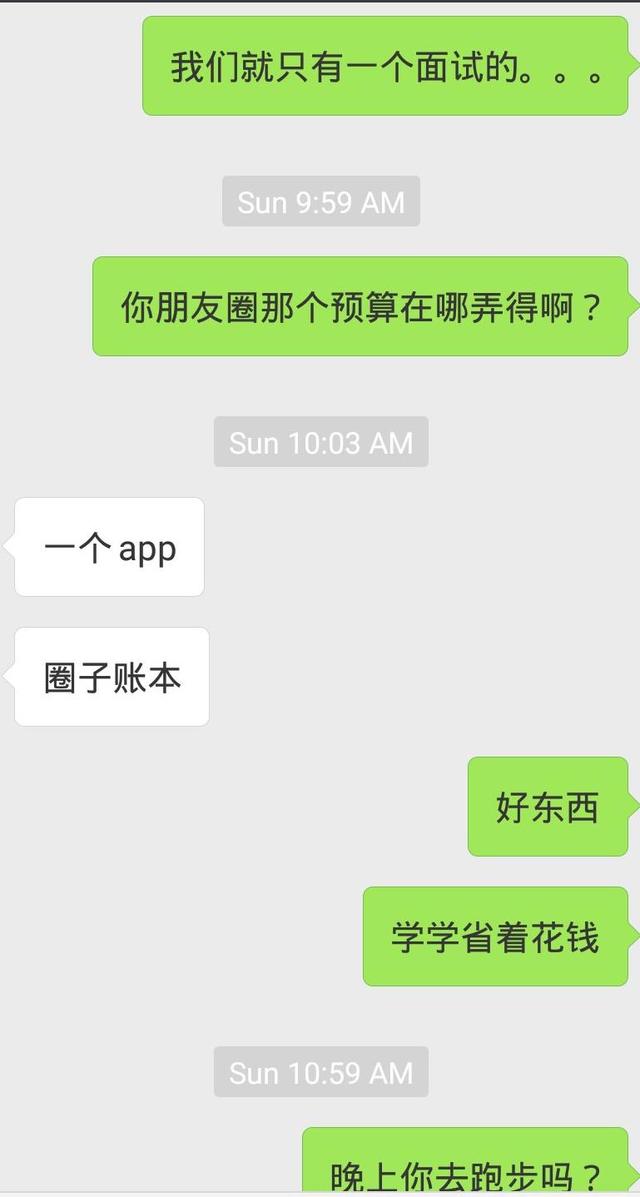 我们就只有一个面试的。。。
Sun 9:59 AM
你朋友圈那个预算在哪弄得啊？
Sun 10:03 AM
一个app
圈子账本
好东西
学学省着花钱
Sun 10:59 AM
晚上你去跑步吗？